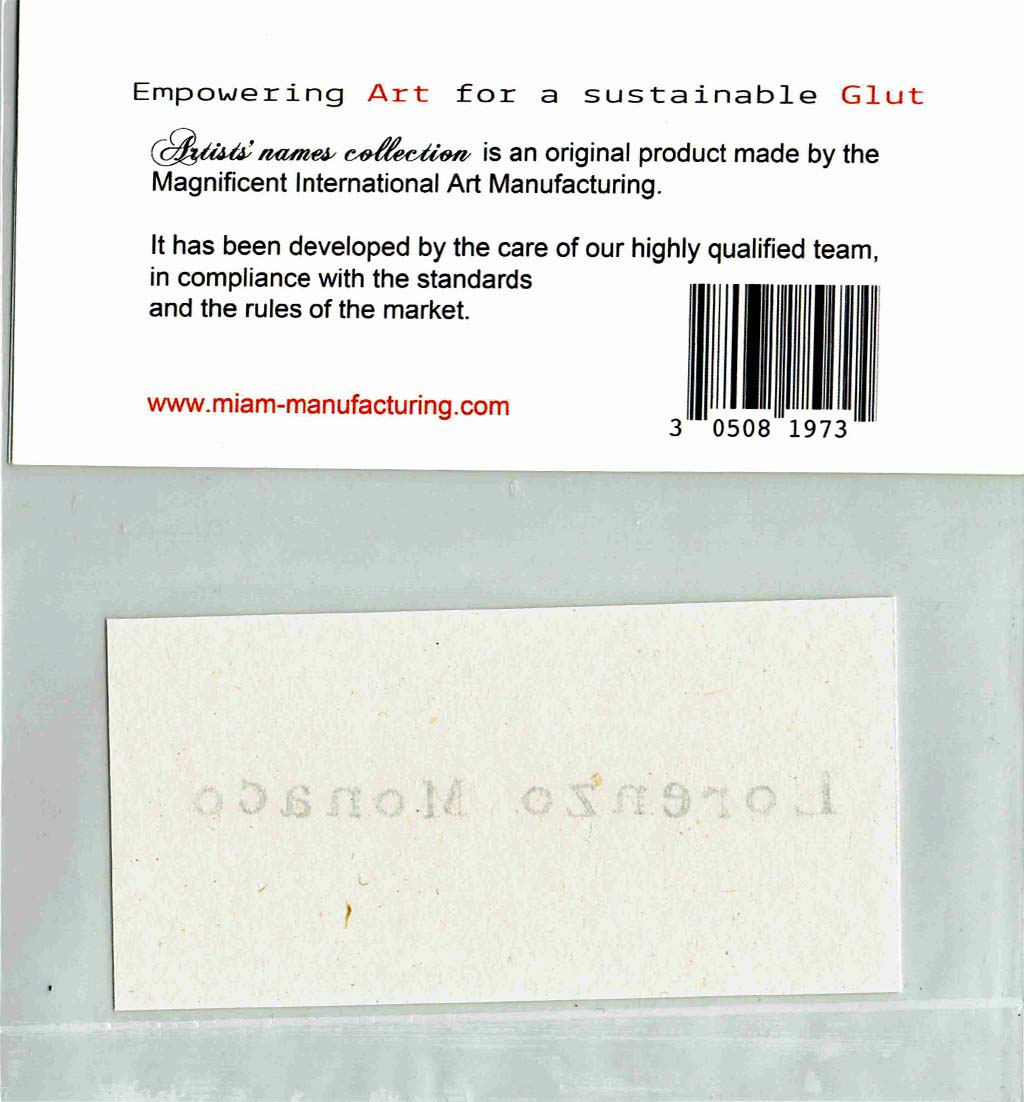 Empowering Art for a sustainable Glut
Artists' names collection is an original product made by the
Magnificent International Art Manufacturing.
It has been developed by the care of our highly qualified team,
in compliance with the standards
and the rules of the market.
www.miam-manufacturing.com
3 0508 1973
Lorenzo Monaco